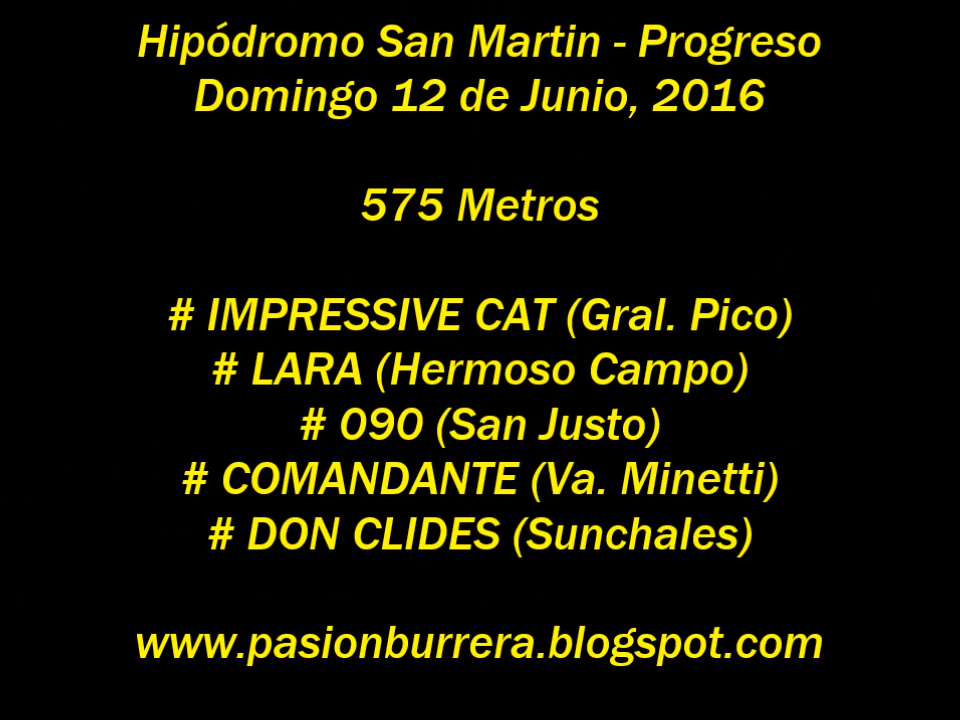 Hipódromo San Martin - Progreso
Domingo 12 de Junio, 2016
575 Metros
# IMPRESSIVE CAT (Gral. Pico)
# LARA (Hermoso Campo)
# 090 (San Justo)
# COMANDANTE (Va. Minetti)
# DON CLIDES (Sunchales)
www.pasionburrera.blogspot.com